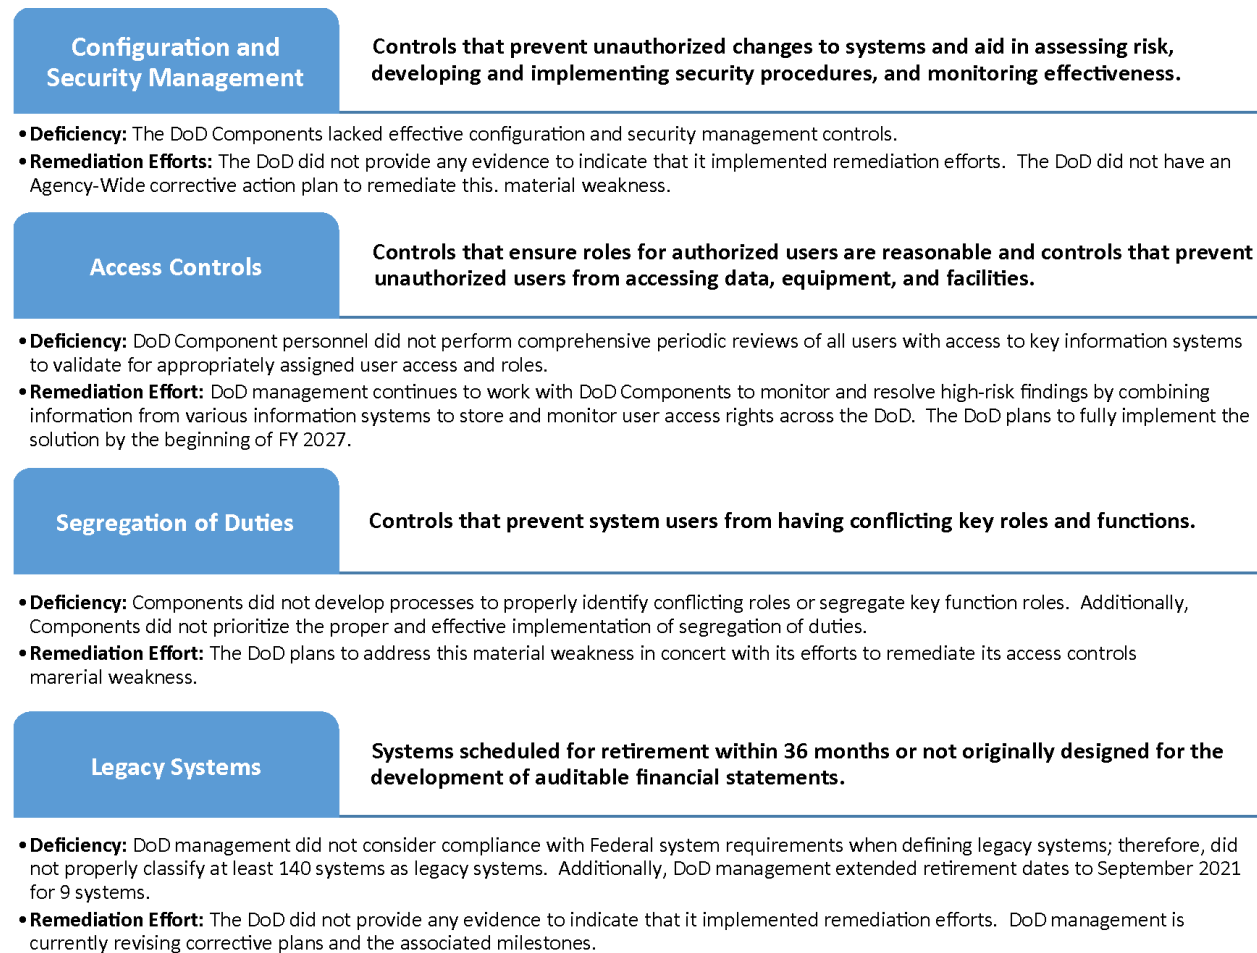 Configuration and
Security Management
Controls that prevent unauthorized changes to systems and aid in assessing risk,
developing and implementing security procedures, and monitoring effectiveness.
•Deficiency: The DoD Components lacked effective configuration and security management controls.
•Remediation Efforts: The DoD did not provide any evidence to indicate that it implemented remediation efforts.  The DoD did not have an
Agency-Wide corrective action plan to remediate this. material weakness.
Access Controls
Controls that ensure roles for authorized users are reasonable and controls that prevent
unauthorized users from accessing data, equipment, and facilities.
•Deficiency: DoD Component personnel did not perform comprehensive periodic reviews of all users with access to key information systems
to validate for appropriately assigned user access and roles.
•Remediation Effort: DoD management continues to work with DoD Components to monitor and resolve high-risk findings by combining
information from various information systems to store and monitor user access rights across the DoD.  The DoD plans to fully implement the
solution by the beginning of FY 2027.
Segregation of Duties
Controls that prevent system users from having conflicting key roles and functions.
•Deficiency: Components did not develop processes to properly identify conflicting roles or segregate key function roles.  Additionally,
Components did not prioritize the proper and effective implementation of segregation of duties.
•Remediation Effort: The DoD plans to address this material weakness in concert with its efforts to remediate its access controls
marerial weakness.
Legacy Systems
Systems scheduled for retirement within 36 months or not originally designed for the
development of auditable financial statements.
•Deficiency: DoD management did not consider compliance with Federal system requirements when defining legacy systems; therefore, did
not properly classify at least 140 systems as legacy systems.  Additionally, DoD management extended retirement dates to September 2021
for 9 systems.
•Remediation Effort: The DoD did not provide any evidence to indicate that it implemented remediation efforts.  DoD management is
currently revising corrective plans and the associated milestones.